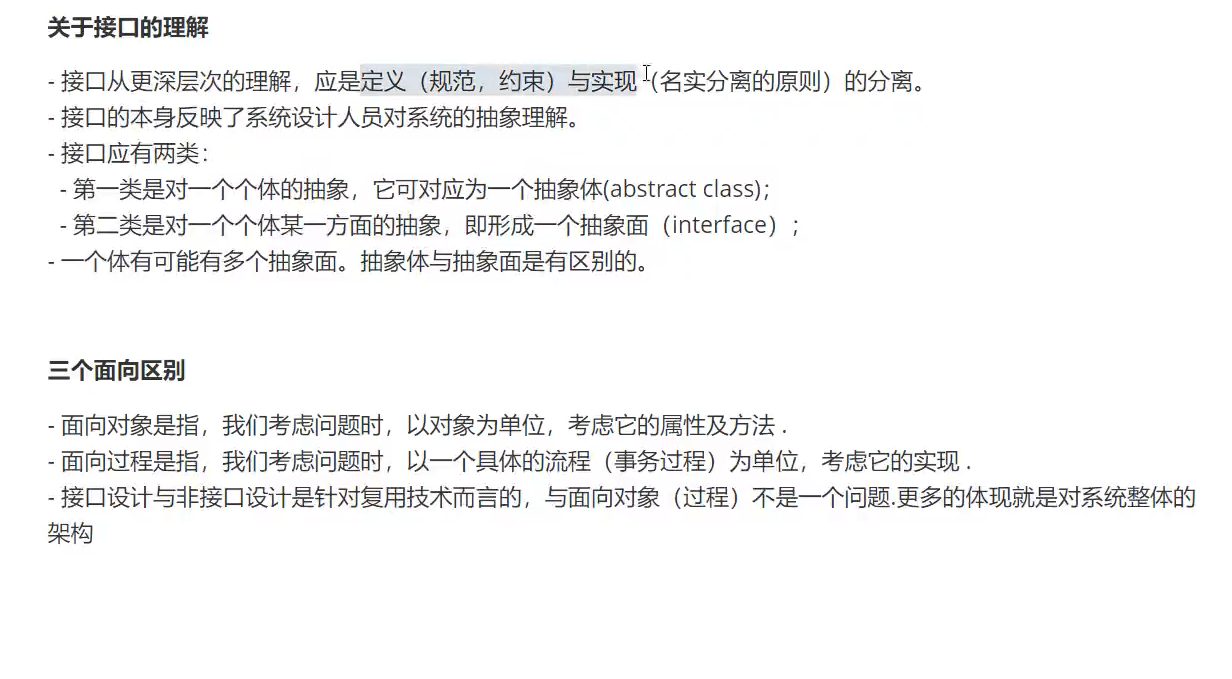 关于接口的理解
- 接口从更深层次的理解，应是定义（规范，约束）与实现（名实分离的原则）的分离。
- 接口的本身反映了系统设计人员对系统的抽象理解。
- 接口应有两类：
- 第一类是对一个个体的抽象，它可对应为一个抽象体(abstract class)；
- 第二类是对一个个体某一方面的抽象，即形成一个抽象面（interface）；
- 一个体有可能有多个抽象面。抽象体与抽象面是有区别的。
三个面向区别
- 面向对象是指，我们考虑问题时，以对象为单位，考虑它的属性及方法 .
- 面向过程是指，我们考虑问题时，以一个具体的流程（事务过程）为单位，考虑它的实现 .
- 接口设计与非接口设计是针对复用技术而言的，与面向对象（过程）不是一个问题.更多的体现就是对系统整体的
架构